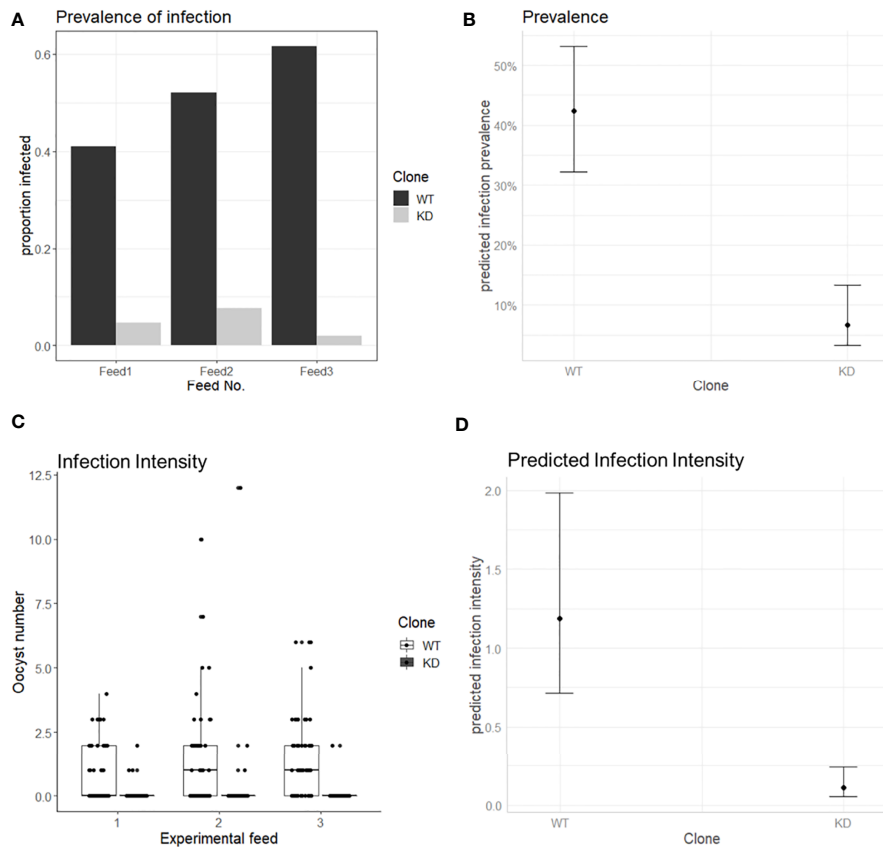 A
Prevalence of infection
proportion infected
0.6
0.4
0.2
0.0
Feed1
Feed2
Feed3
Feed No.
Clone
WT
KD
B
Prevalence
predicted infection prevalence
50%
40%
30%
20%
10%
WT
KD
Clone
C
Infection Intensity
Oocyst number
12.5
10.0
7.5
5.0
2.5
0.0
1
2
3
Experimental feed
Clone
WT
KD
D
Predicted Infection Intensity
predicted infection intensity
2.0
1.5
1.0
0.5
0.0
WT
KD
Clone